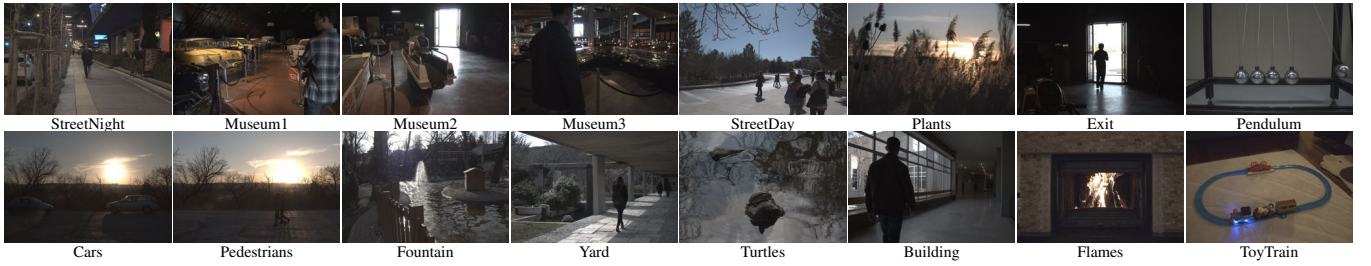 StreetNight Museum1 Museum2 Museum3 StreetDay Plants Exit Pendulum
Cars Pedestrians Fountain Yard Turtles Building Flames ToyTrain